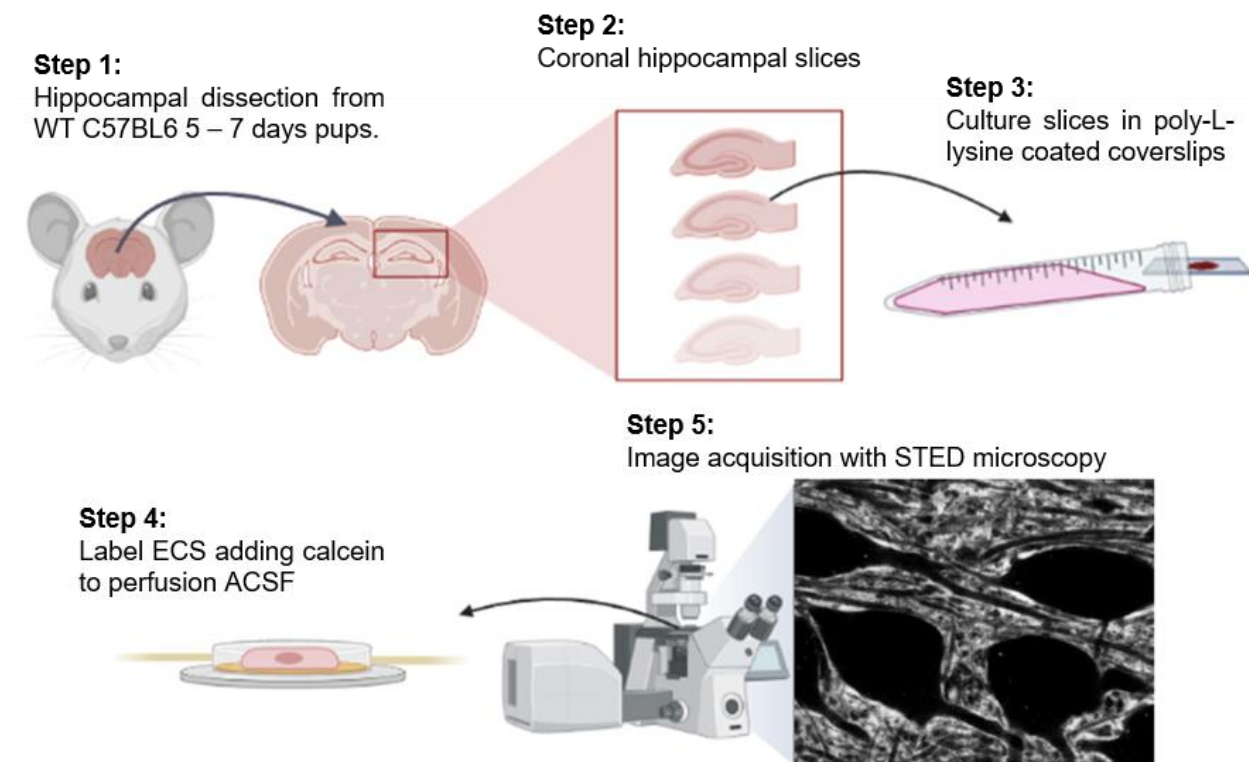 Step 1:
Hippocampal dissection from
WT C57BL6 5 – 7 days pups.
Step 2:
Coronal hippocampal slices
Step 3:
Culture slices in poly-L-
lysine coated coverslips
Step 4:
Label ECS adding calcein
to perfusion ACSF
Step 5:
Image acquisition with STED microscopy